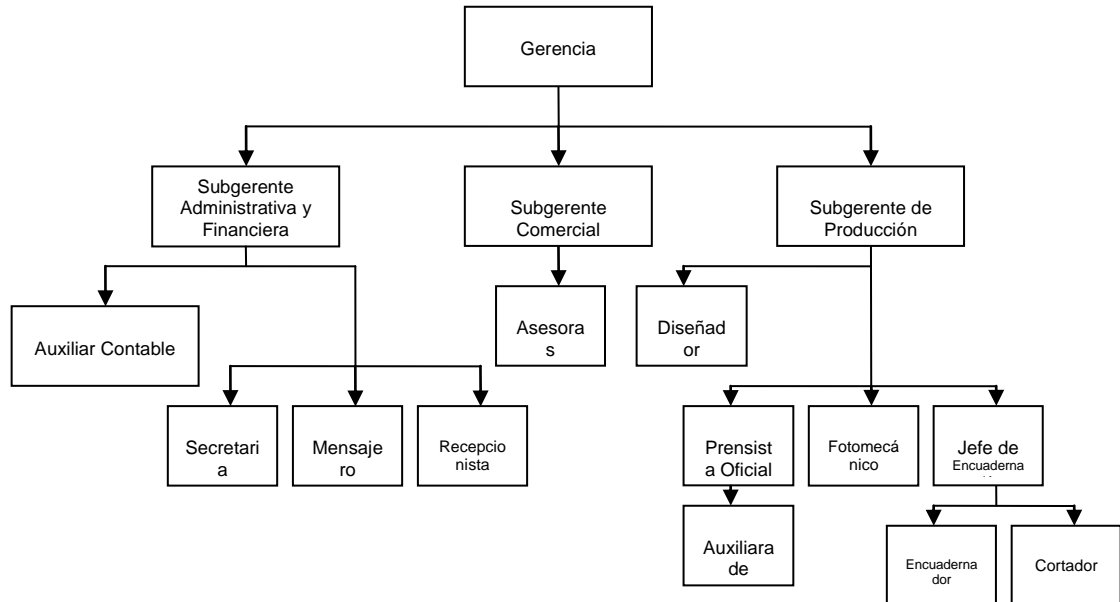 Gerencia
Subgerente
Administrativa y
Financiera
Subgerente
Comercial
Subgerente de
Producción
Auxiliar Contable
Asesora
s
Diseñad
or
Secretari
a
Mensaje
ro
Recepcio
nista
Prensist
a Oficial
Fotomecá
nico
Jefe de
Encuaderna
Auxiliara
de
Encuaderna
dor
Cortador